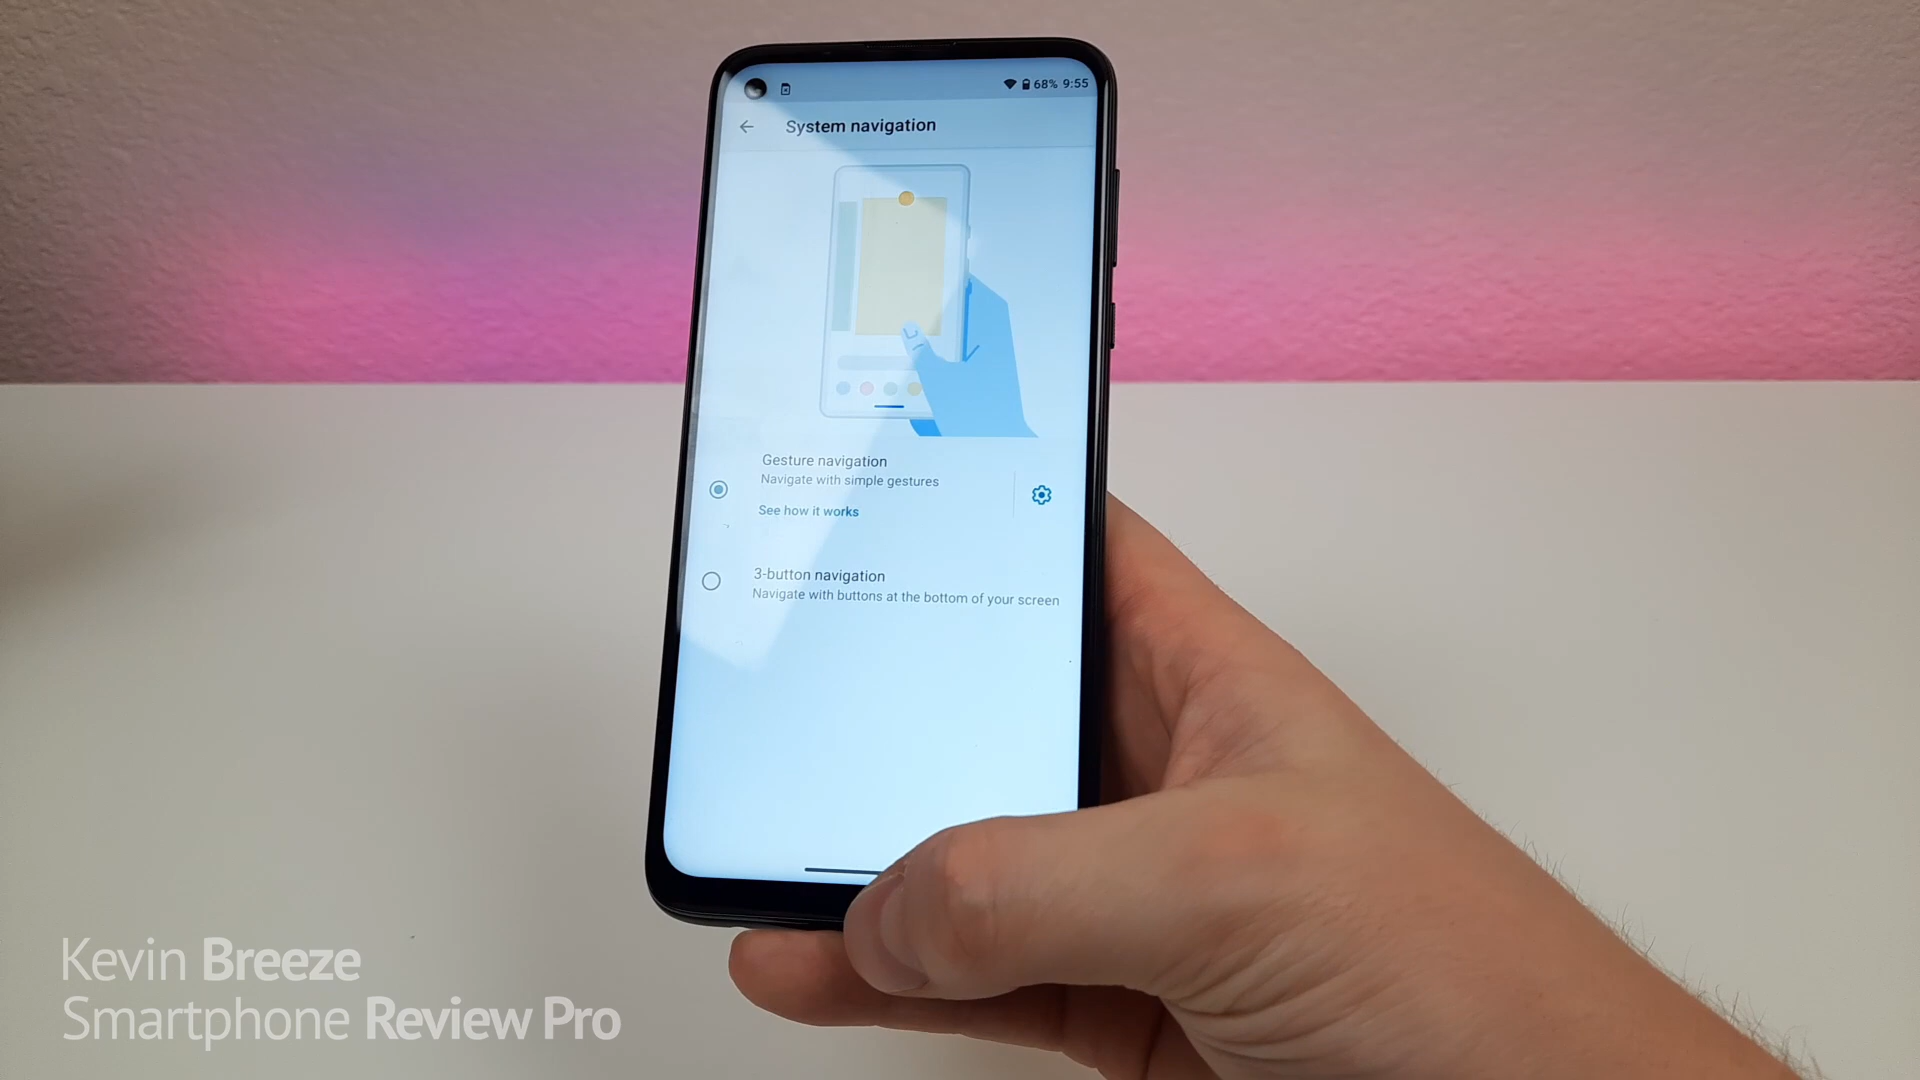 68% 9:55
System navigation
Gesture navigation
Navigate with simple gestures
See how it works
3-button navigation
Navigate with buttons at the bottom of your screen
Kevin Breeze
Smartphone Review Pro